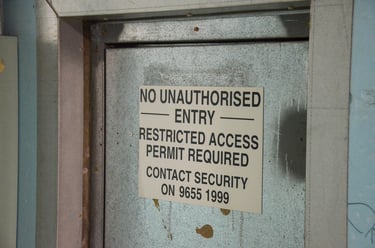 NO UNAUTHORISED
ENTRY
RESTRICTED ACCESS
PERMIT REQUIRED
CONTACT SECURITY
ON 9655 1999